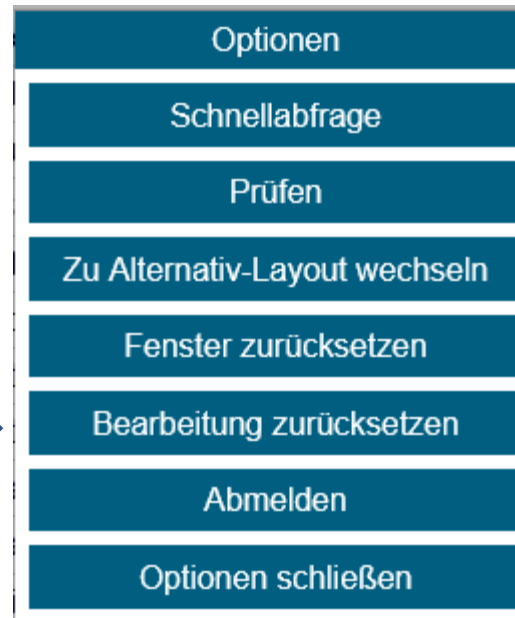 Optionen
Schnellabfrage
Prüfen
Zu Alternativ-Layout wechseln
Fenster zurücksetzen
Bearbeitung zurücksetzen
Abmelden
Optionen schließen